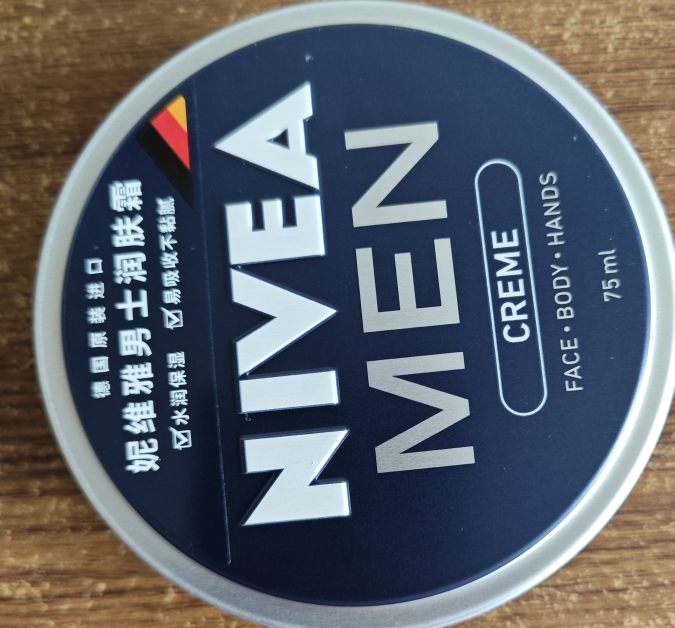 德国原装进口
妮维雅男士润肤霜
☑水润保湿 ☑易吸收不黏腻
NIVEA
MEN
CREME
FACE • BODY • HANDS
75 ml